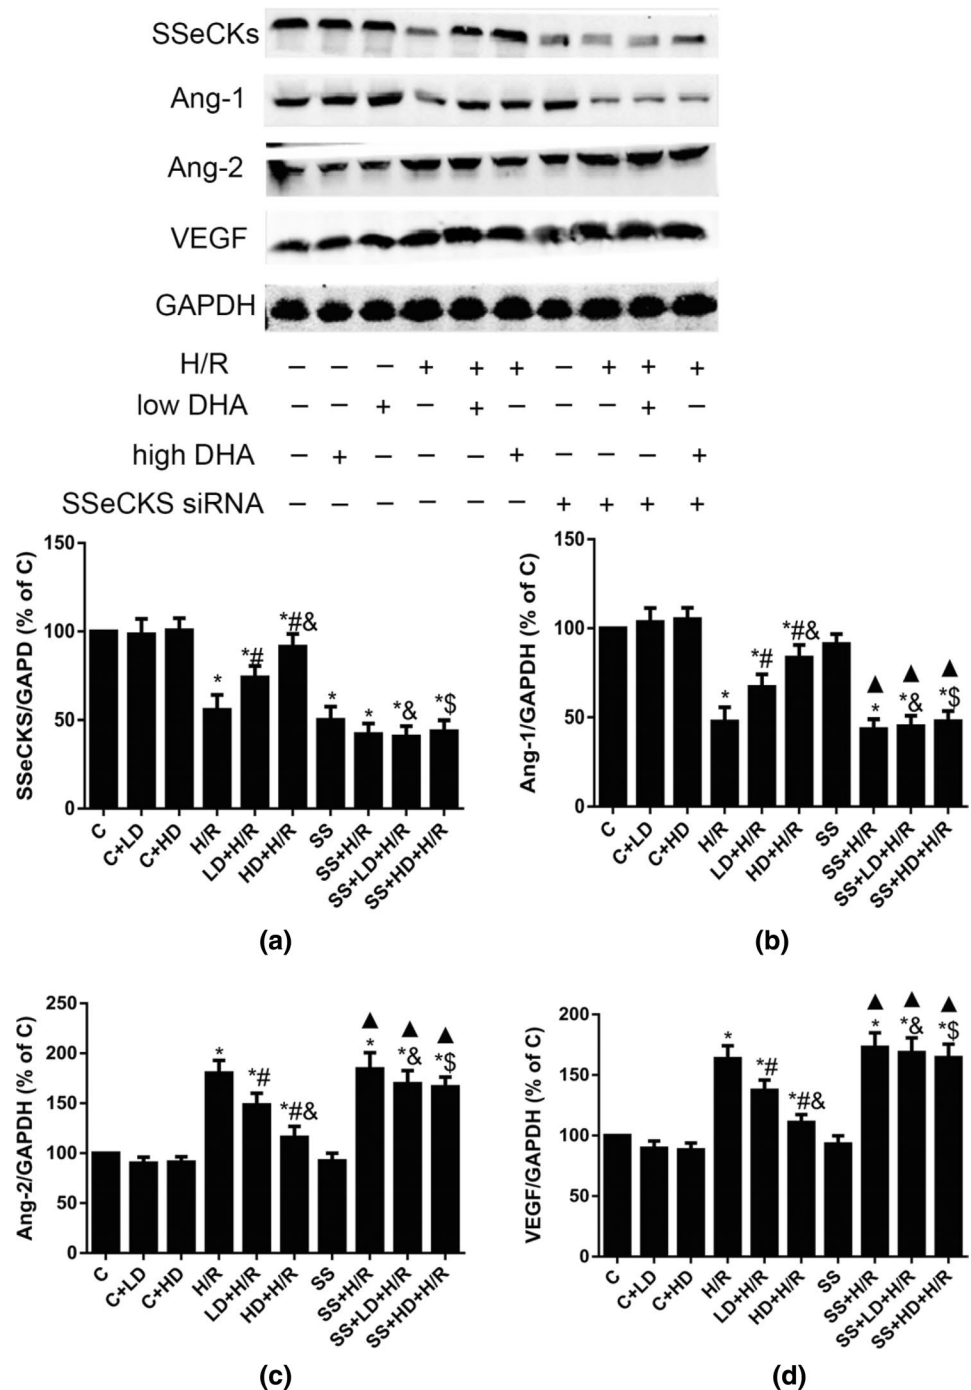 SSeCKs
Ang-1
Ang-2
VEGF
GAPDH
H/R − − − + + + − + + +
low DHA − − + − + − − − + −
high DHA − + − − − + − − − +
SSeCKS siRNA − − − − − − + + + +
SSeCKS/GAPD (% of C)
150
100
50
0
* *# *#& * * *& *$
C C+LD C+HD H/R LD+H/R HD+H/R SS SS+H/R SS+LD+H/R SS+HD+H/R
(a)
Ang-1/GAPDH (% of C)
150
100
50
0
▲ ▲ ▲
* *# *#& * *& *$
C C+LD C+HD H/R LD+H/R HD+H/R SS SS+H/R SS+LD+H/R SS+HD+H/R
(b)
Ang-2/GAPDH (% of C)
250
200
150
100
50
0
▲ ▲ ▲
* *# *#& * *& *$
C C+LD C+HD H/R LD+H/R HD+H/R SS SS+H/R SS+LD+H/R SS+HD+H/R
(c)
VEGF/GAPDH (% of C)
200
150
100
50
0
▲ ▲ ▲
* *# *#& * *& *$
C C+LD C+HD H/R LD+H/R HD+H/R SS SS+H/R SS+LD+H/R SS+HD+H/R
(d)